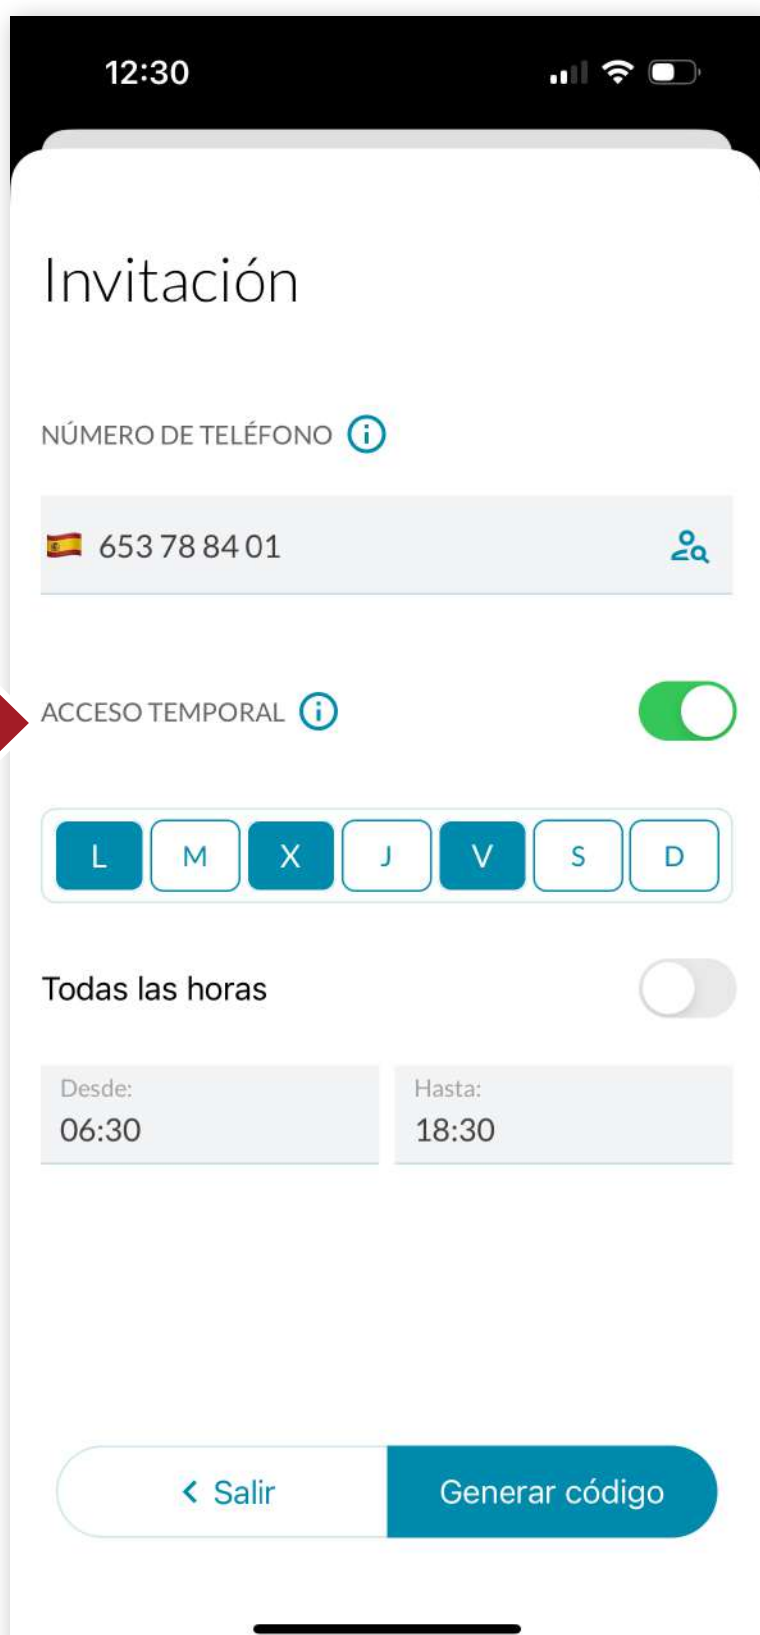 12:30
Invitación
NÚMERO DE TELÉFONO
653 78 84 01
ACCESO TEMPORAL
L M X J V S D
Todas las horas
Desde: Hasta:
06:30 18:30
< Salir Generar código